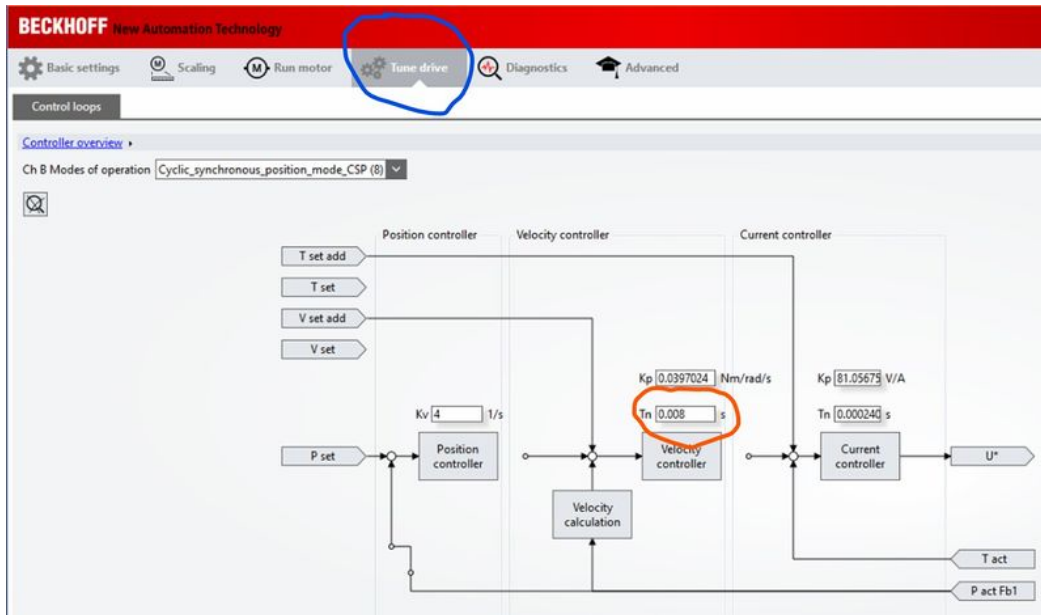 BECKHOFF New Automation Technology
Basic settings Scaling Run motor Tune drive Diagnostics Advanced
Control loops
Controller overview
Ch B Modes of operation Cyclic_synchronous_position_mode_CSP (8)
Position controller Velocity controller Current controller
T set add
T set
V set add
V set
Kp 0.0397024 Nm/rad/s Kp 81.05675 V/A
Kv 4 1/s Tn 0.008 s Tn 0.000240 s
P set Position controller Velocity controller Current controller U*
Velocity calculation
T act
P act Fb1